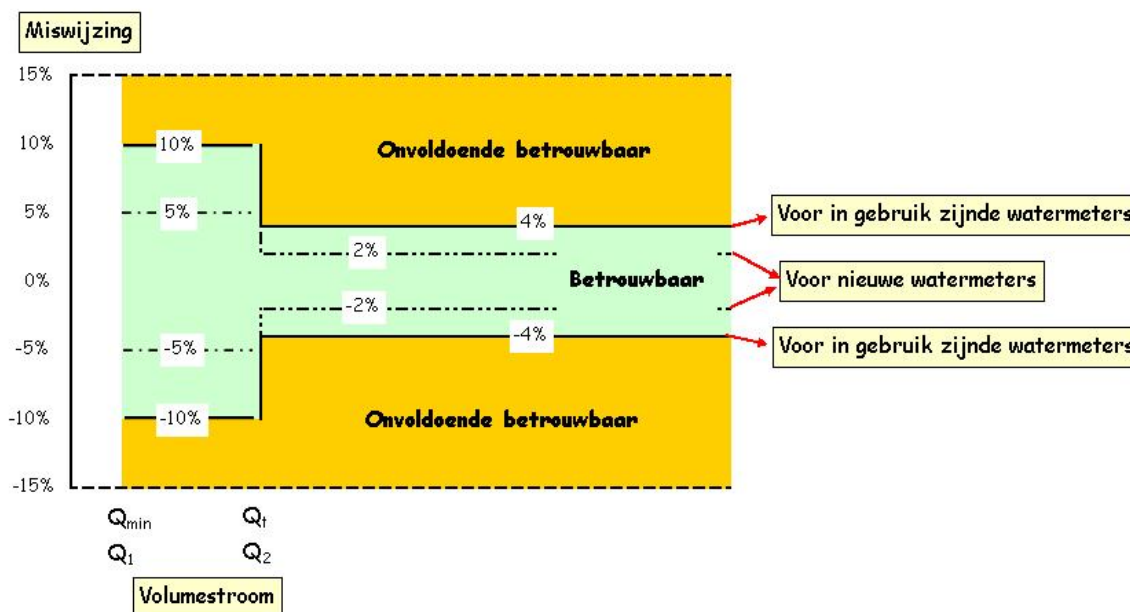 Miswijzing
15%
10%
10%
Onvoldoende betrouwbaar
5%
5%
4%
Voor in gebruik zijnde watermeters
2%
0%
Betrouwbaar
Voor nieuwe watermeters
-2%
-5%
-5%
-4%
Voor in gebruik zijnde watermeters
-10%
-10%
Onvoldoende betrouwbaar
-15%
Qmin
Qt
Q1
Q2
Volumestroom